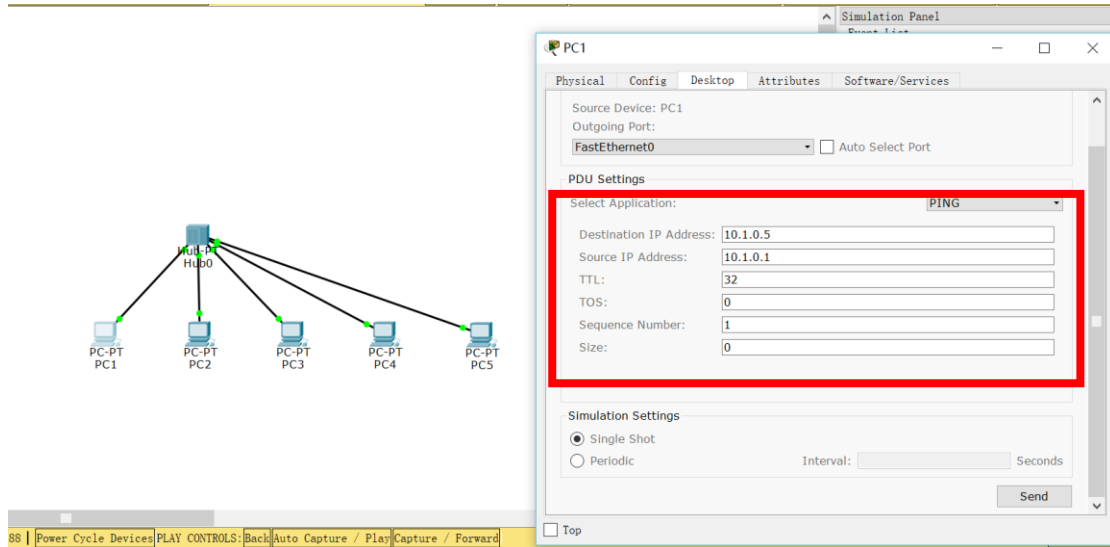 Simulation Panel
Event List
PC1
Physical Config Desktop Attributes Software/Services
Source Device: PC1
Outgoing Port:
FastEthernet0 Auto Select Port
PDU Settings
Select Application: PING
Destination IP Address: 10.1.0.5
Source IP Address: 10.1.0.1
TTL: 32
TOS: 0
Sequence Number: 1
Size: 0
Simulation Settings
Single Shot
Periodic Interval: Seconds
Send
Top
Hub-PT
Hub0
PC-PT PC-PT PC-PT PC-PT PC-PT
PC1 PC2 PC3 PC4 PC5
88 Power Cycle Devices PLAY CONTROLS: Back Auto Capture / Play Capture / Forward